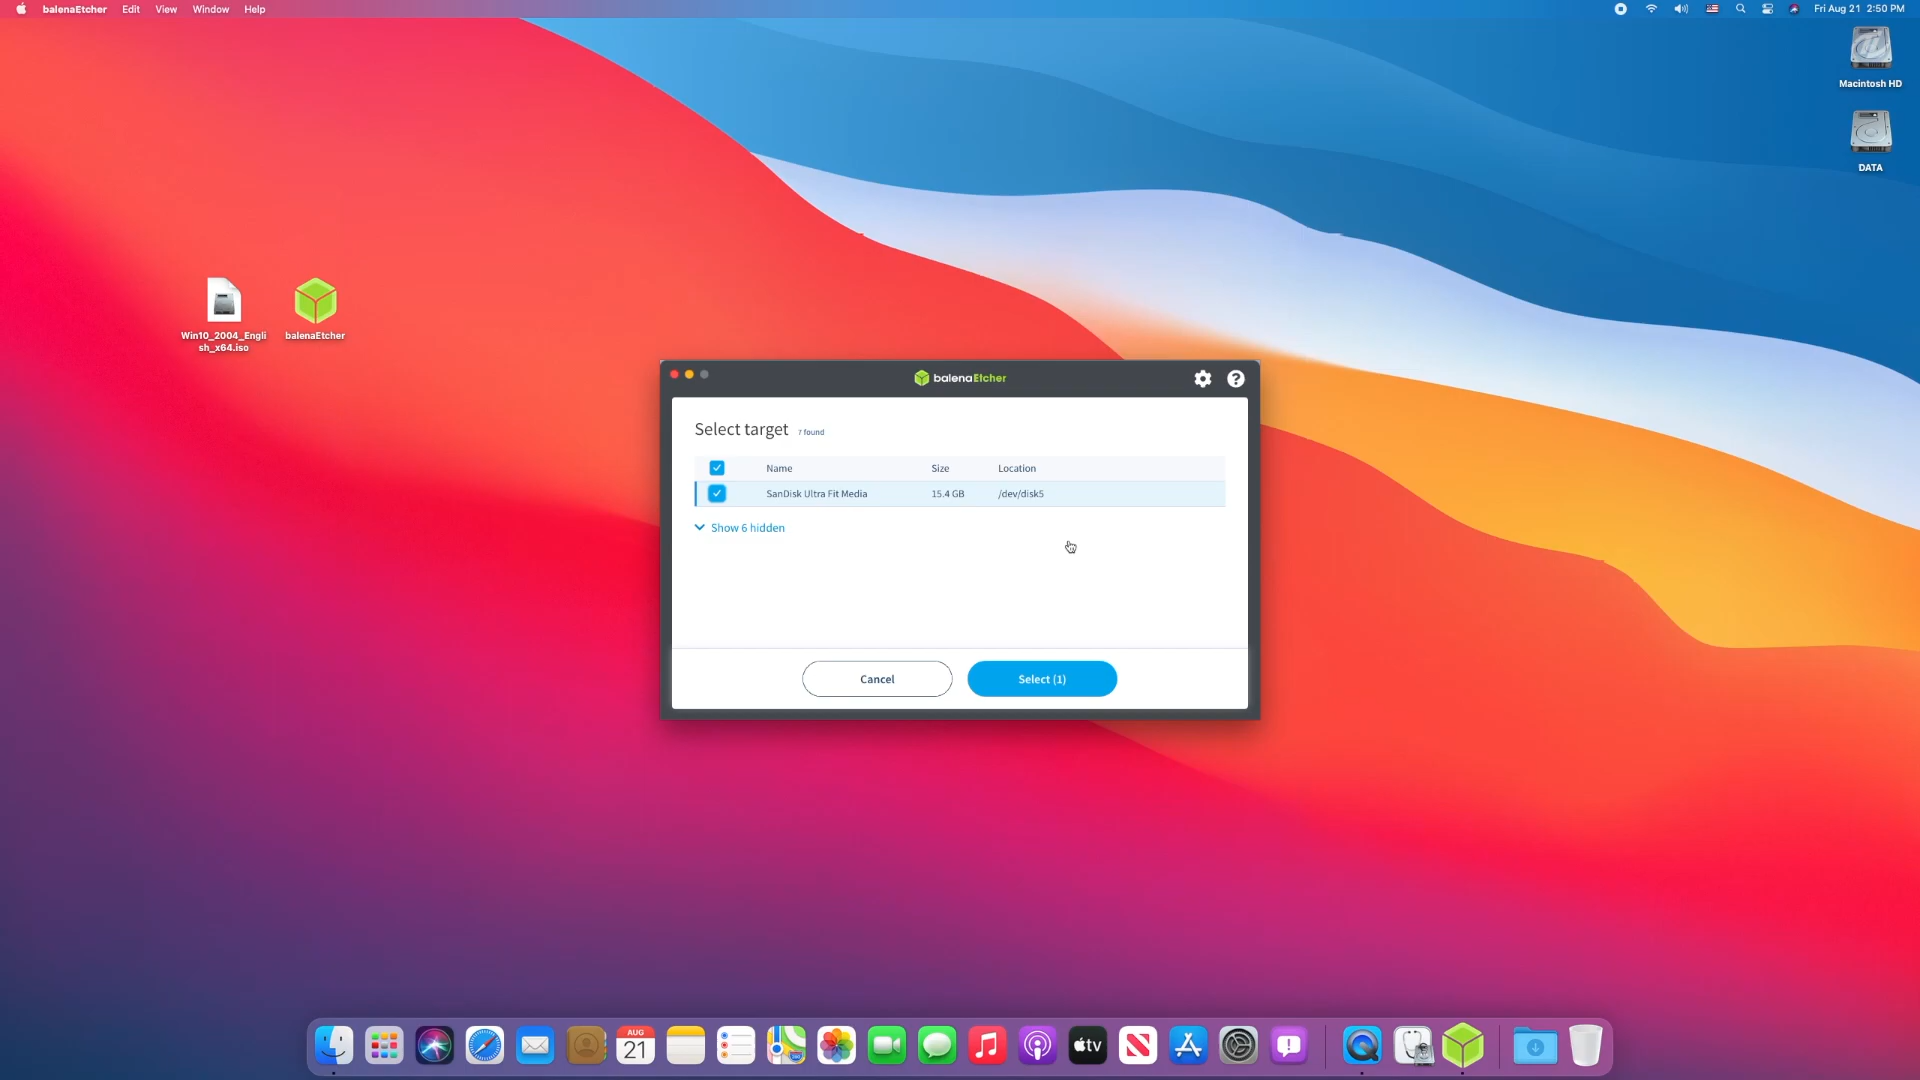 balenaEtcher Edit View Window Help
Fri Aug 21 2:50 PM
Macintosh HD
DATA
Win10_2004_Engli
sh_x64.iso
balenaEtcher
balenaEtcher
Select target 7 found
Name Size Location
SanDisk Ultra Fit Media 15.4 GB /dev/disk5
Show 6 hidden
Cancel Select (1)
AUG
21
tv